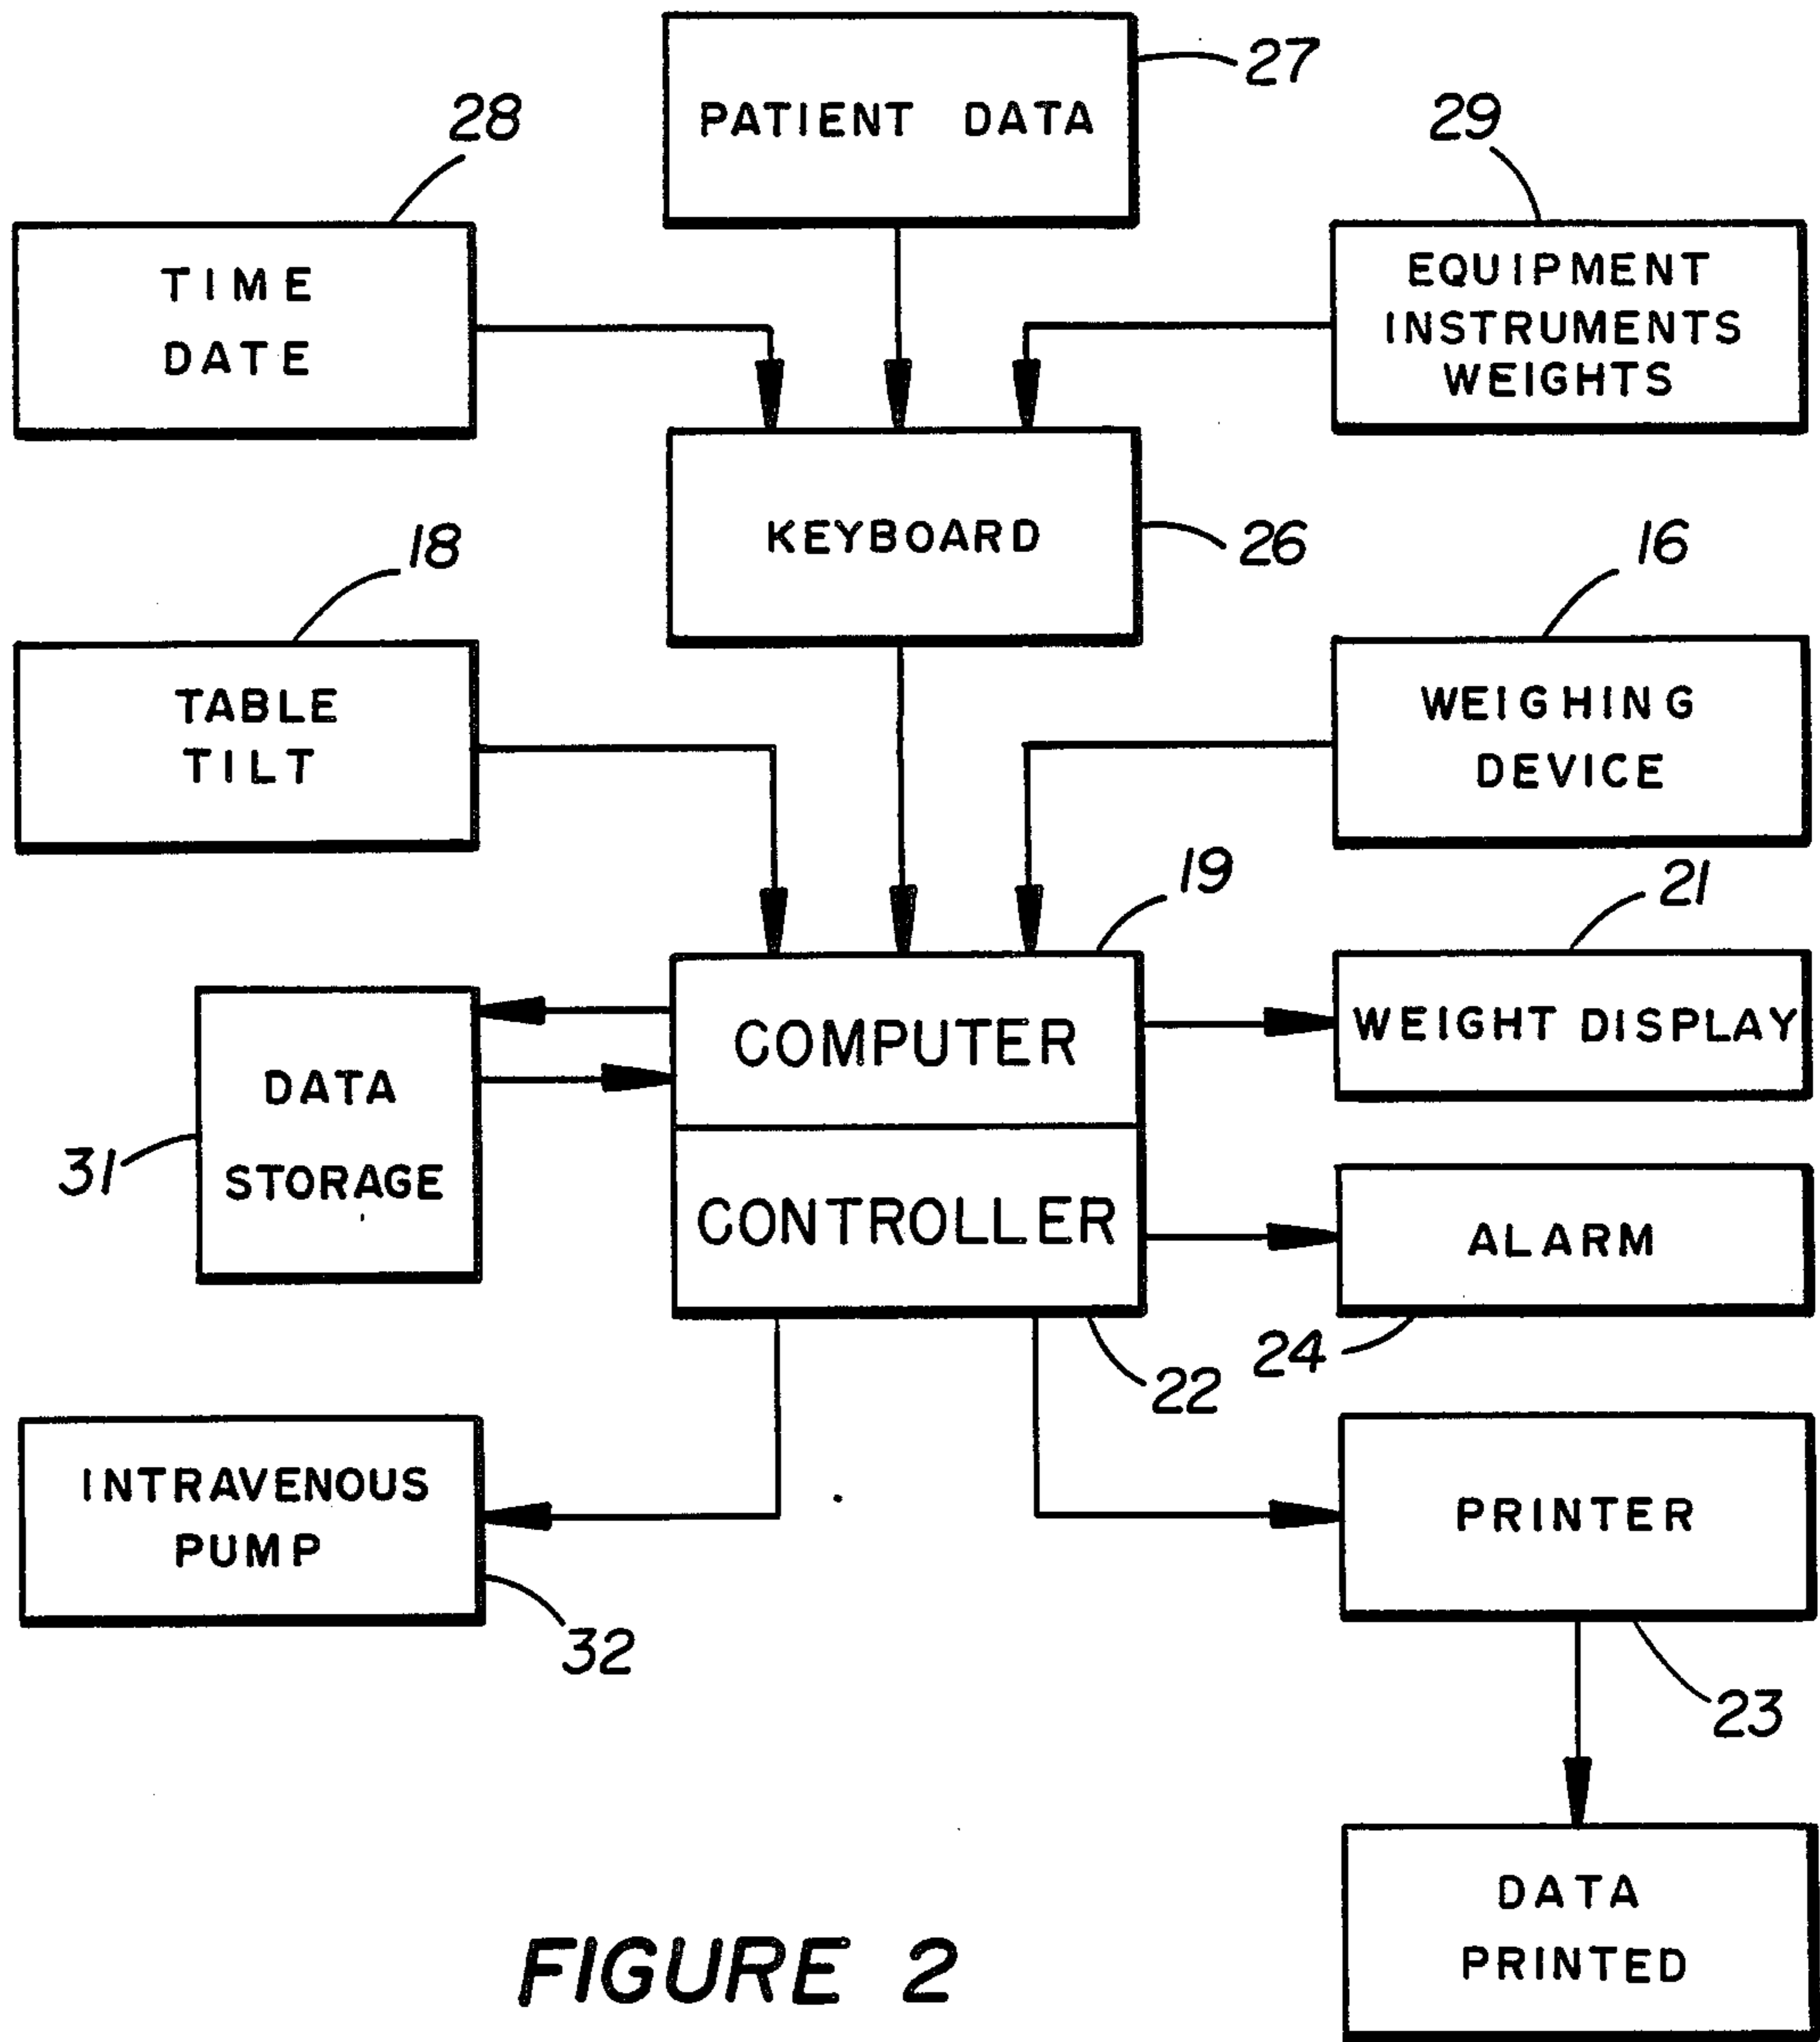 27
PATIENT DATA
28
29
TIME
DATE
EQUIPMENT
INSTRUMENTS
WEIGHTS
KEYBOARD
26
18
16
TABLE
TILT
WEIGHING
DEVICE
19
21
COMPUTER
WEIGHT DISPLAY
DATA
STORAGE
31
CONTROLLER
ALARM
24
22
INTRAVENOUS
PUMP
32
PRINTER
23
DATA
PRINTED
FIGURE 2